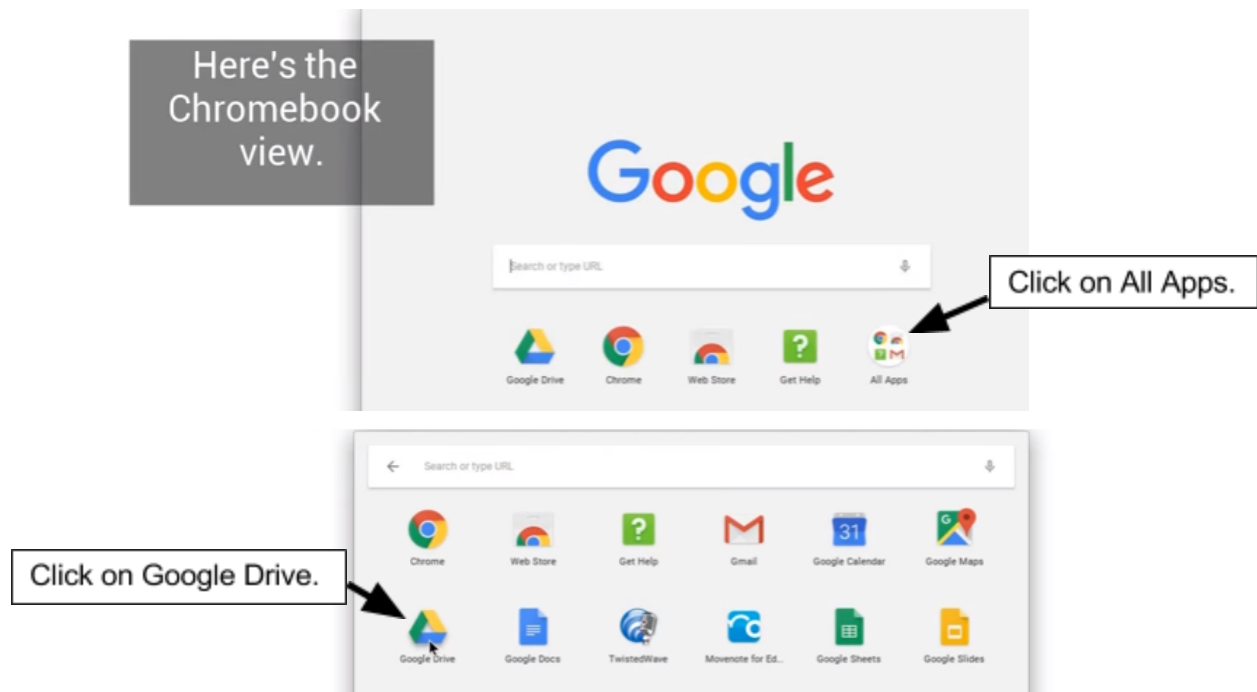 Here's the
Chromebook
view.
Google
Search or type URL
Click on All Apps.
Google Drive Chrome Web Store Get Help All Apps
Search or type URL
31 G
Chrome Web Store Get Help Gmail Google Calendar Google Maps
Click on Google Drive.
Google Drive Google Docs TwistedWave Movenote for Ed... Google Sheets Google Slides